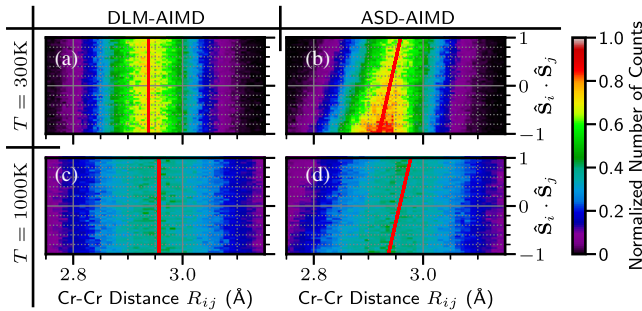 DLM-AIMD
ASD-AIMD
T = 300K
(a)
(b)
1
0
−1
Ŝi · Ŝj
T = 1000K
(c)
(d)
1
0
−1
Ŝi · Ŝj
2.8
3.0
2.8
3.0
Cr-Cr Distance Rij (Å)
Cr-Cr Distance Rij (Å)
1.0
0.8
0.6
0.4
0.2
0
Normalized Number of Counts